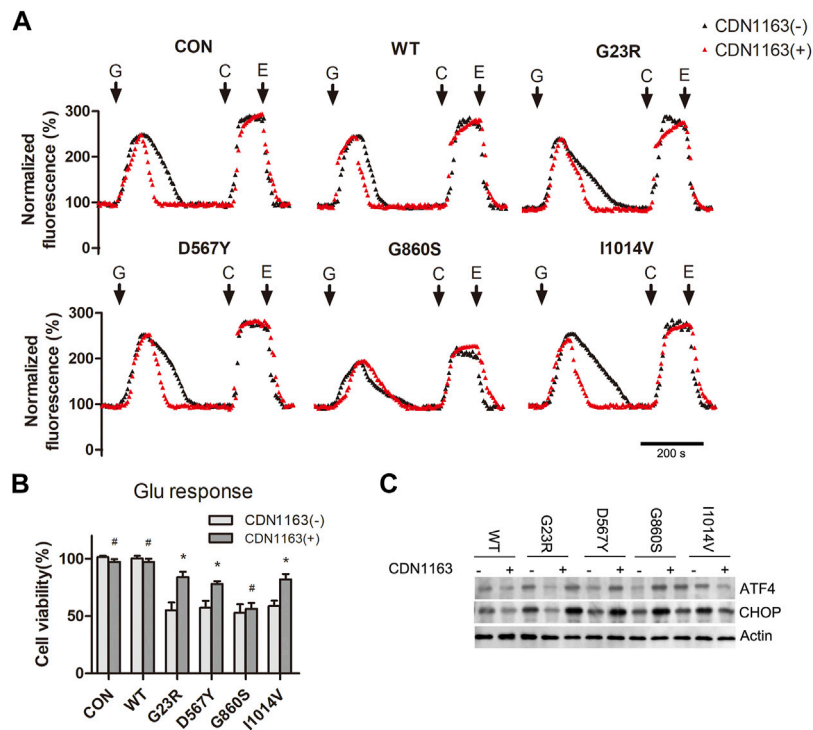 A
▲ CDN1163(-)
▲ CDN1163(+)
CON WT G23R
G C E G C E G C E
Normalized
fluorescence (%)
300
200
100
0
D567Y G860S I1014V
G C E G C E G C E
Normalized
fluorescence (%)
300
200
100
0
200 s
B
Glu response
CDN1163(-)
CDN1163(+)
Cell viability(%)
100
50
0
# # * * # *
CON WT G23R D567Y G860S I1014V
C
WT G23R D567Y G860S I1014V
CDN1163 - + - + - + - + - +
ATF4
CHOP
Actin